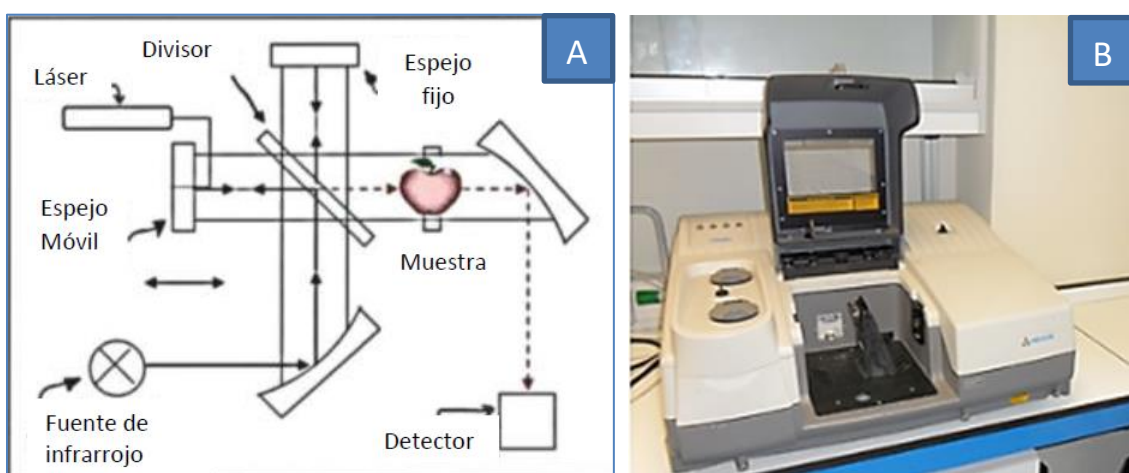 Divisor
A
Láser
Espejo
fijo
Espejo
Móvil
Muestra
Fuente de
infrarrojo
Detector
B